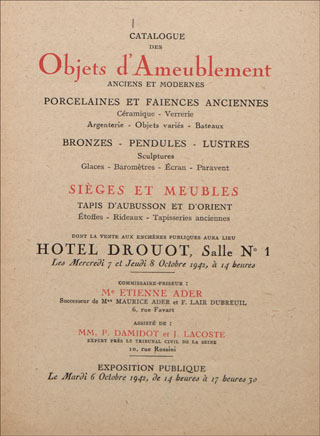 CATALOGUE
DES
Objets d'Ameublement
ANCIENS ET MODERNES
PORCELAINES ET FAIENCES ANCIENNES
Céramique - Verrerie
Argenterie - Objets variés - Bateaux
BRONZES - PENDULES - LUSTRES
Sculptures
Glaces - Baromètres - Écran - Paravent
SIÈGES ET MEUBLES
TAPIS D'AUBUSSON ET D'ORIENT
Étoffes - Rideaux - Tapisseries anciennes
DONT LA VENTE AUX ENCHÈRES PUBLIQUES AURA LIEU
HOTEL DROUOT, Salle N° 1
Les Mercredi 7 et Jeudi 8 Octobre 1942, à 14 heures
COMMISSAIRE-PRISEUR :
Me ETIENNE ADER
Successeur de Mes MAURICE ADER et F. LAIR DUBREUIL
6, rue Favart
ASSISTÉ DE :
MM. P. DAMIDOT et J. LACOSTE
EXPERT PRÈS LE TRIBUNAL CIVIL DE LA SEINE
10, rue Rossini
EXPOSITION PUBLIQUE
Le Mardi 6 Octobre 1942, de 14 heures à 17 heures 30